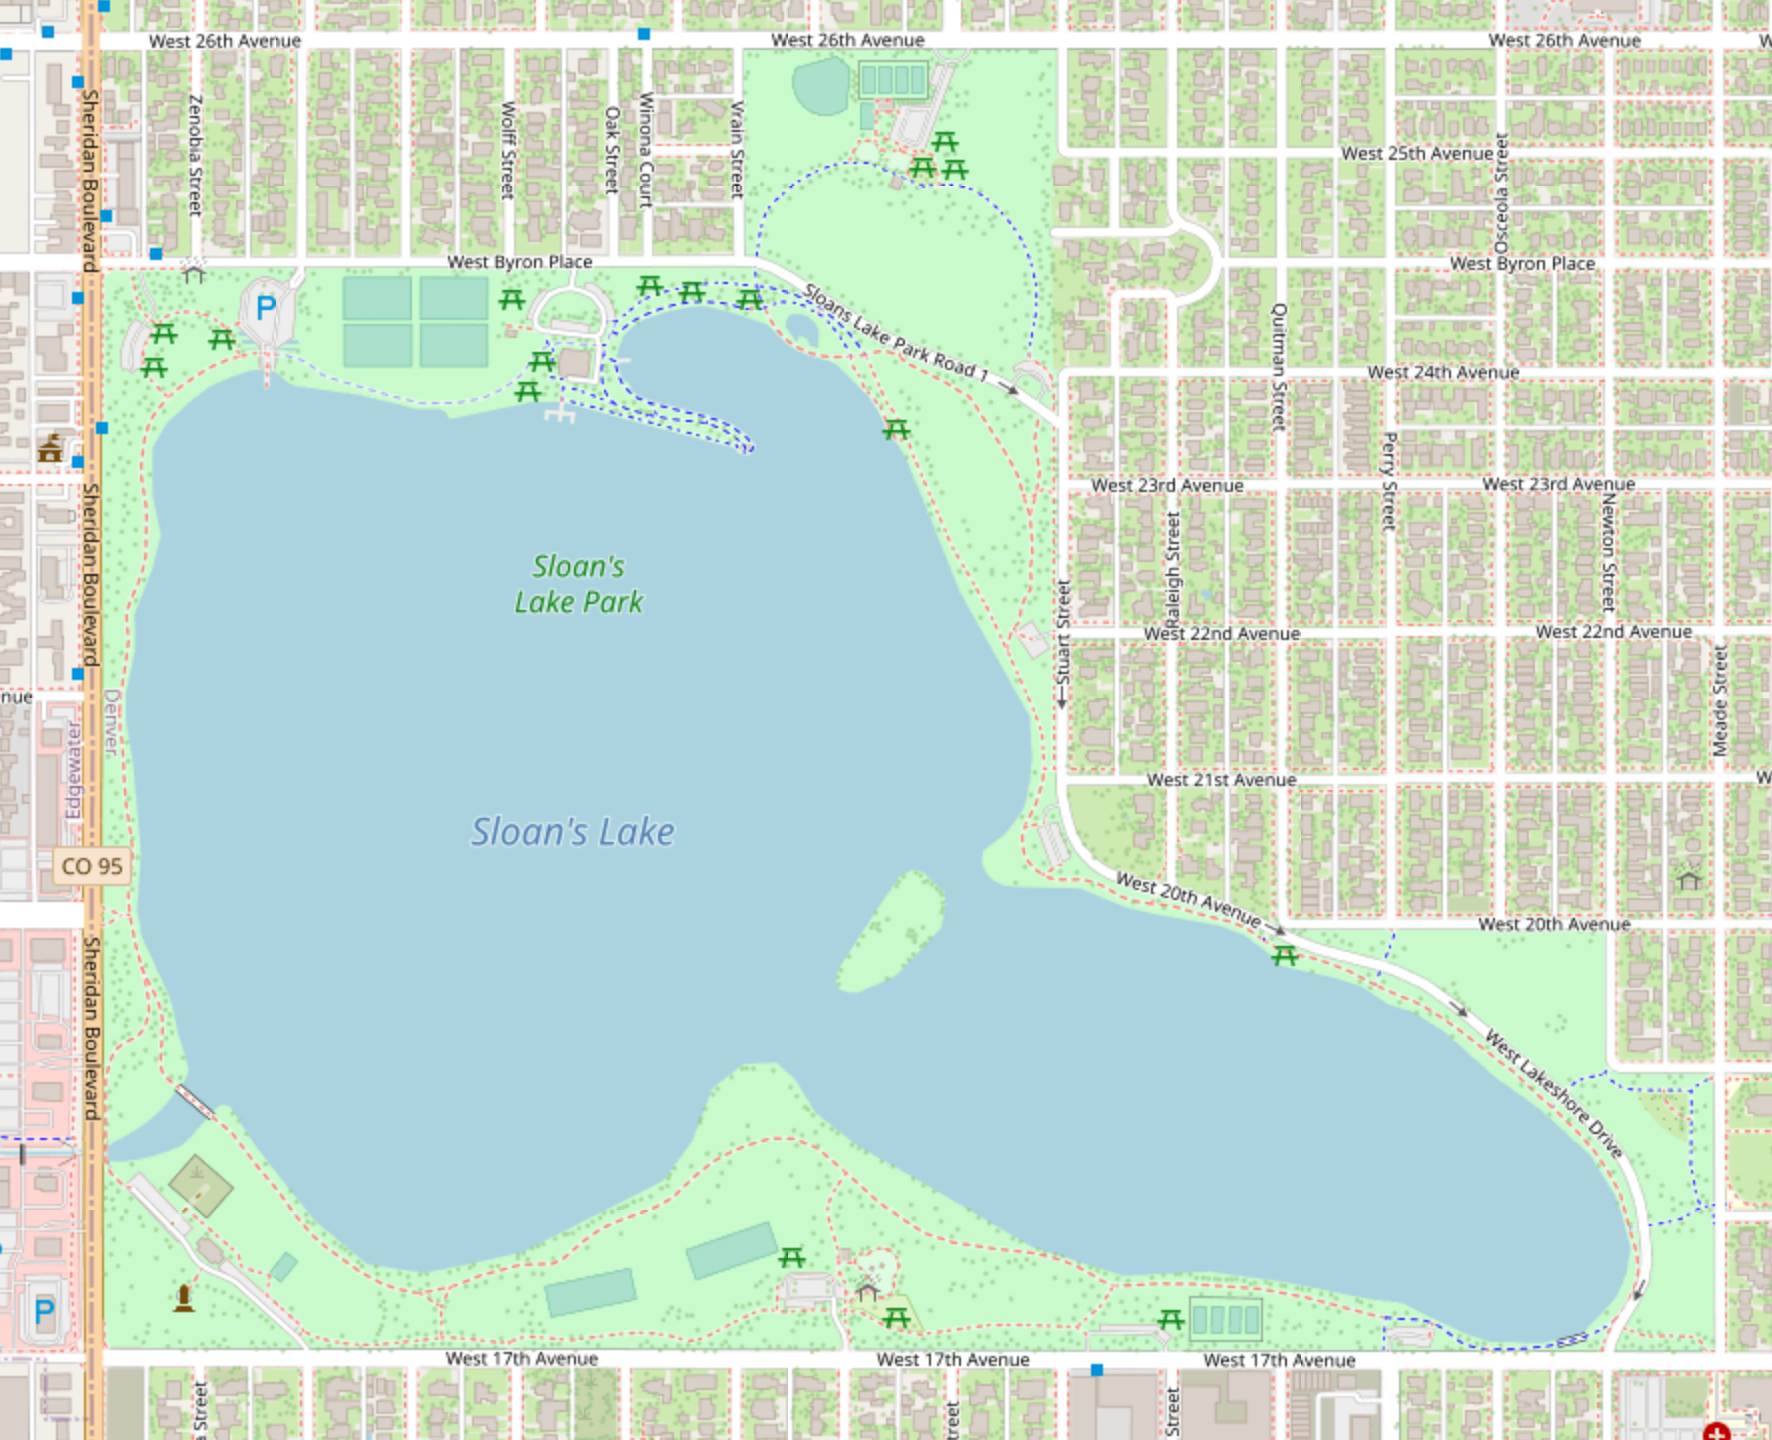 West 26th Avenue
West 26th Avenue
West 26th Avenue
W
Sheridan Boulevard
Zenobia Street
Wolff Street
Oak Street
Winona Court
Vrain Street
West 25th Avenue
Osceola Street
West Byron Place
West Byron Place
P
Sloans Lake Park Road 1
Quitman Street
West 24th Avenue
Perry Street
West 23rd Avenue
West 23rd Avenue
Newton Street
Sheridan Boulevard
Raleigh Street
Sloan's
Lake Park
Stuart Street
West 22nd Avenue
West 22nd Avenue
Meade Street
nue
Denver
Edgewater
West 21st Avenue
W
Sloan's Lake
CO 95
West 20th Avenue
West 20th Avenue
Sheridan Boulevard
West Lakeshore Drive
P
West 17th Avenue
West 17th Avenue
West 17th Avenue
a Street
reet
Street